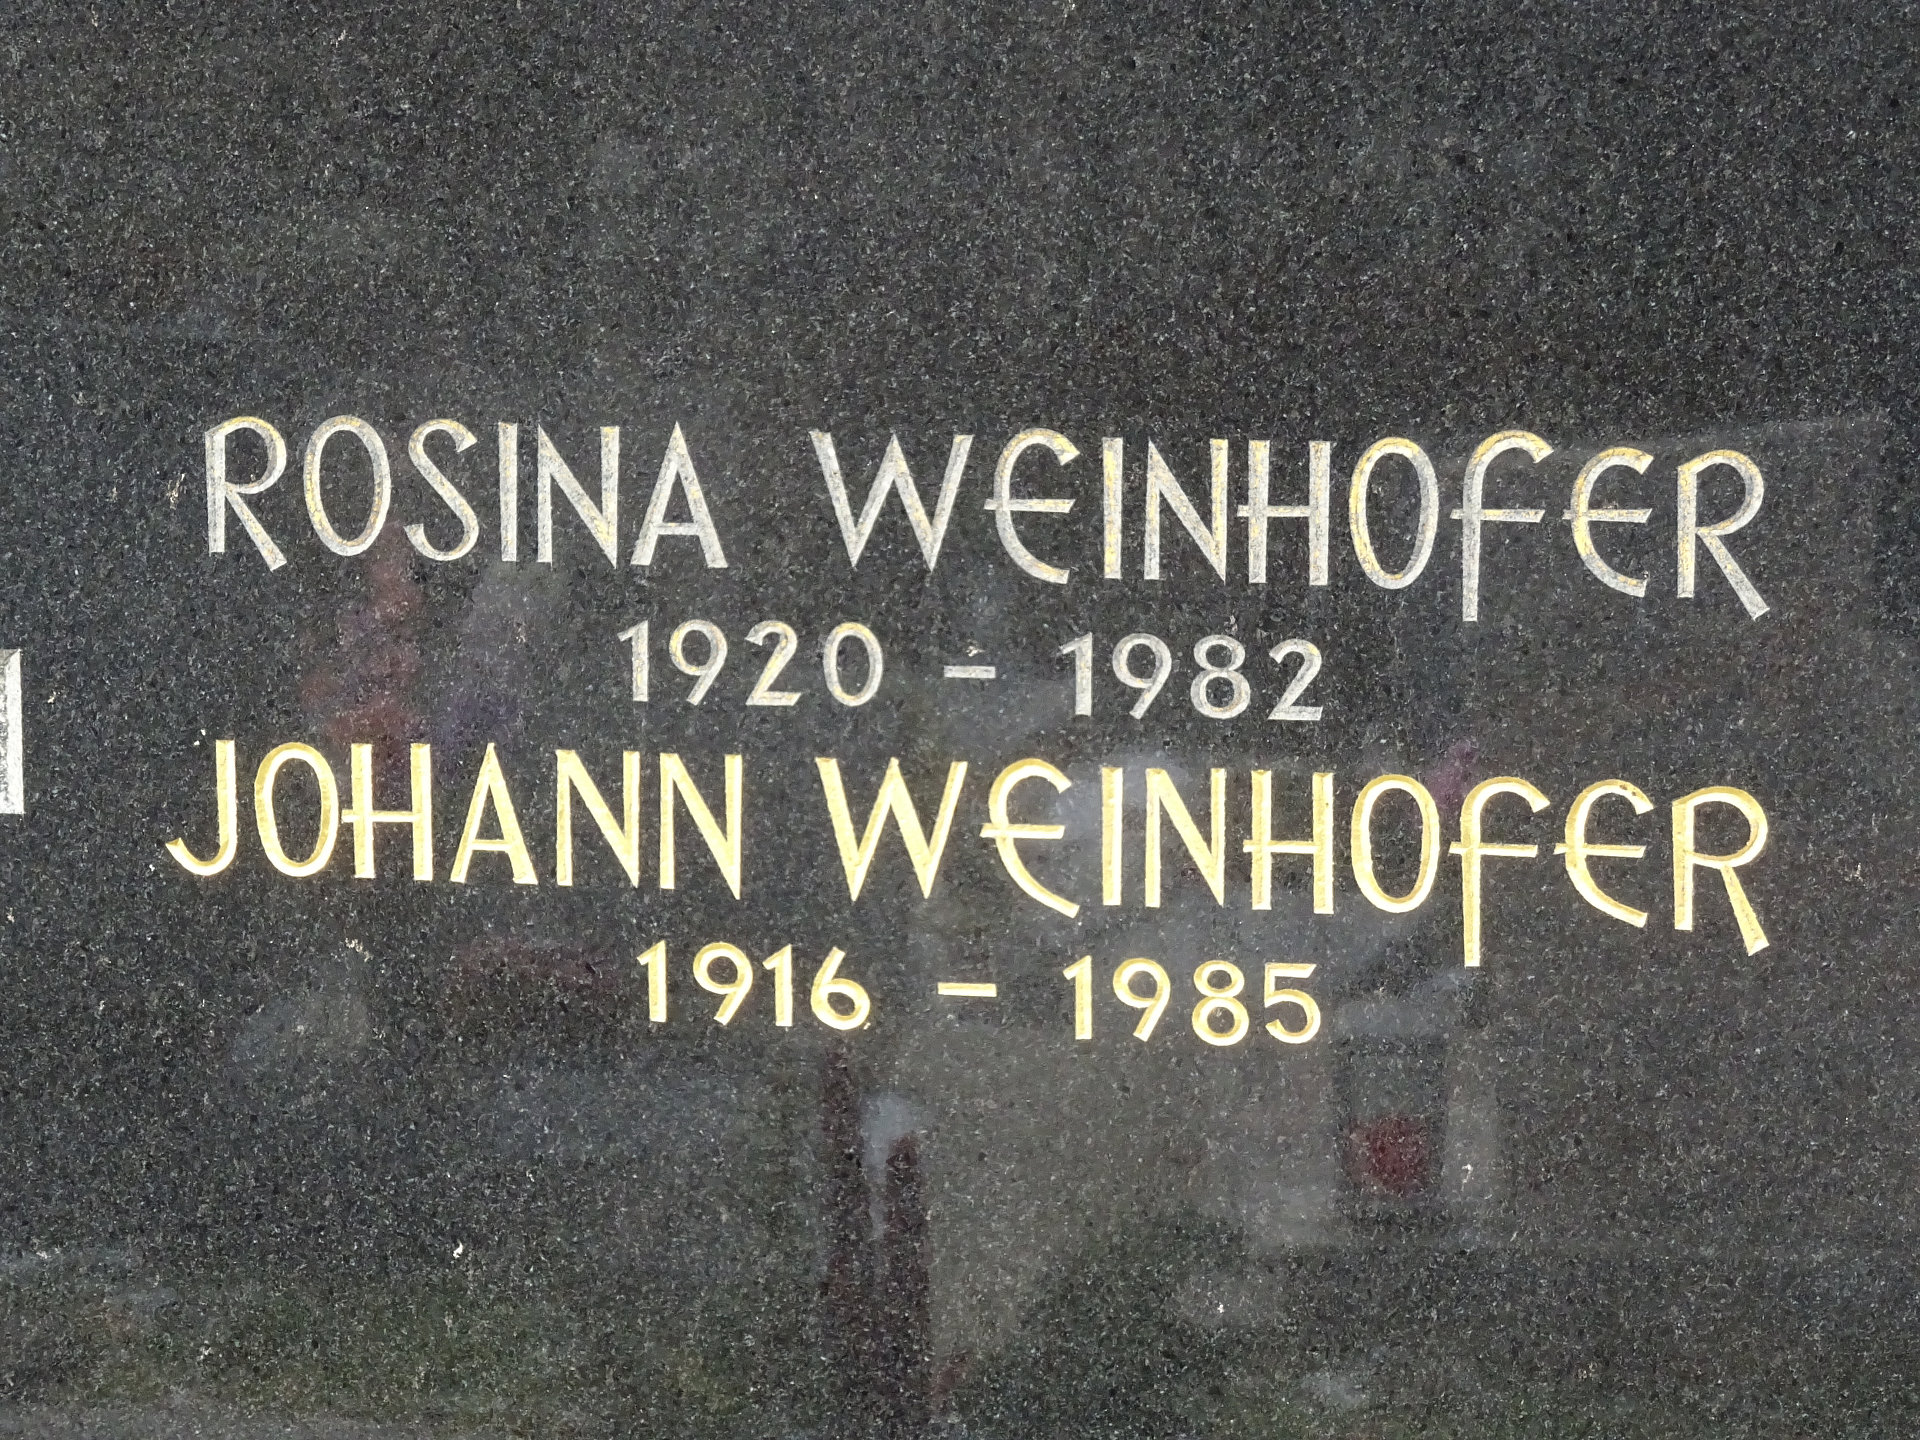 ROSINA WEINHOFER
1920 – 1982
JOHANN WEINHOFER
1916 – 1985